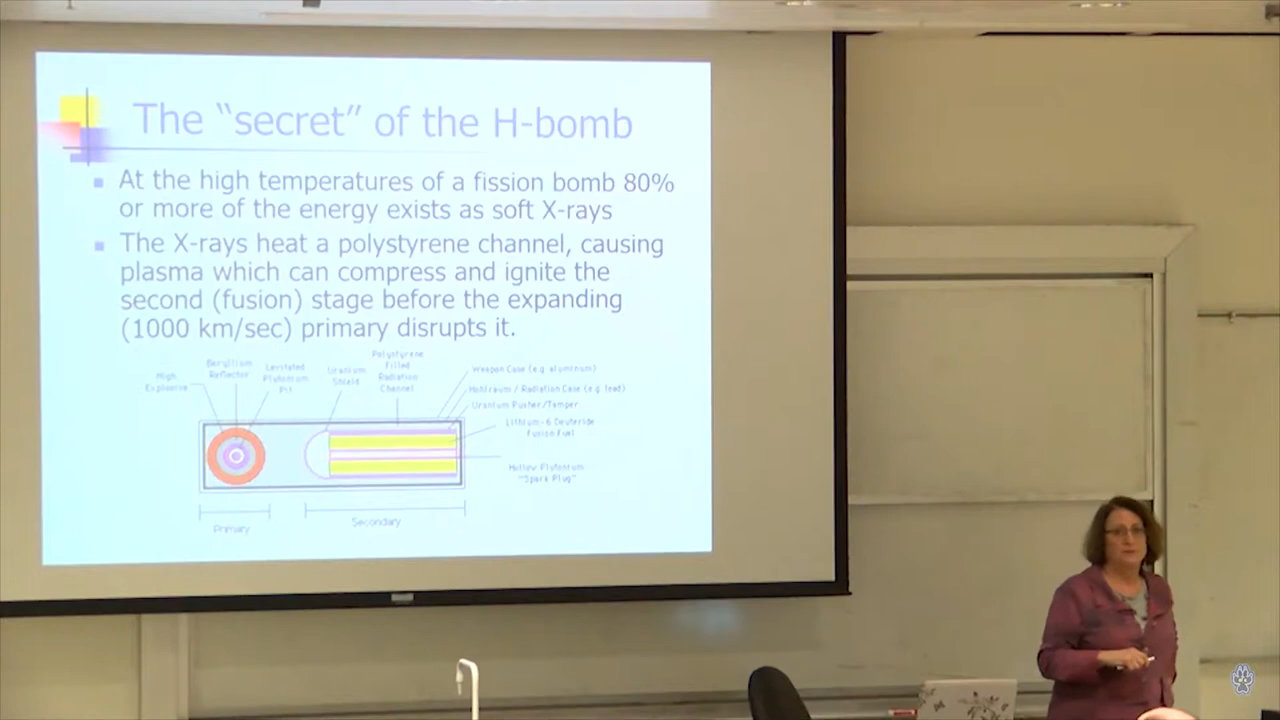 The “secret” of the H-bomb
At the high temperatures of a fission bomb 80%
or more of the energy exists as soft X-rays
The X-rays heat a polystyrene channel, causing
plasma which can compress and ignite the
second (fusion) stage before the expanding
(1000 km/sec) primary disrupts it.
High
Explosive
Beryllium
Reflector
Levitated
Plutonium
Pit
Uranium
Shield
Polystyrene
Filled
Radiation
Channel
Weapon Case (e.g. aluminum)
Hohlraum / Radiation Case (e.g. lead)
Uranium Pusher/Tamper
Lithium-6 Deuteride
Fusion Fuel
Hollow Plutonium
"Spark Plug"
Primary
Secondary